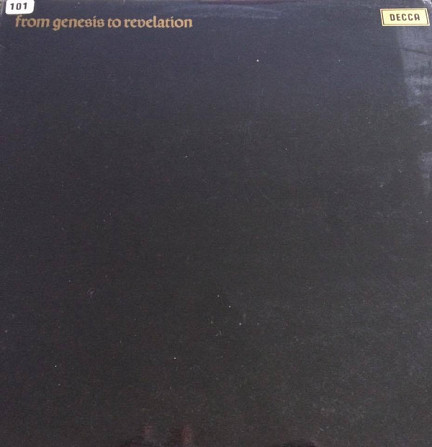 101
from genesis to revelation
DECCA